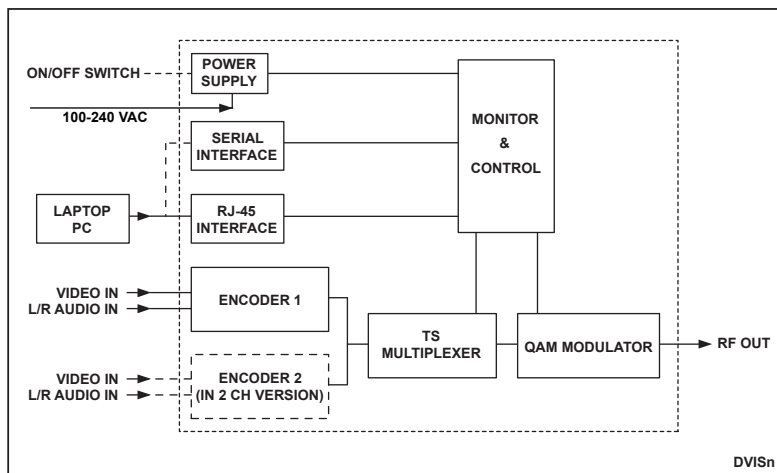 ON/OFF SWITCH
POWER
SUPPLY
100-240 VAC
MONITOR
&
CONTROL
SERIAL
INTERFACE
LAPTOP
PC
RJ-45
INTERFACE
VIDEO IN
L/R AUDIO IN
ENCODER 1
TS
MULTIPLEXER
QAM MODULATOR
RF OUT
VIDEO IN
L/R AUDIO IN
ENCODER 2
(IN 2 CH VERSION)
DVISn